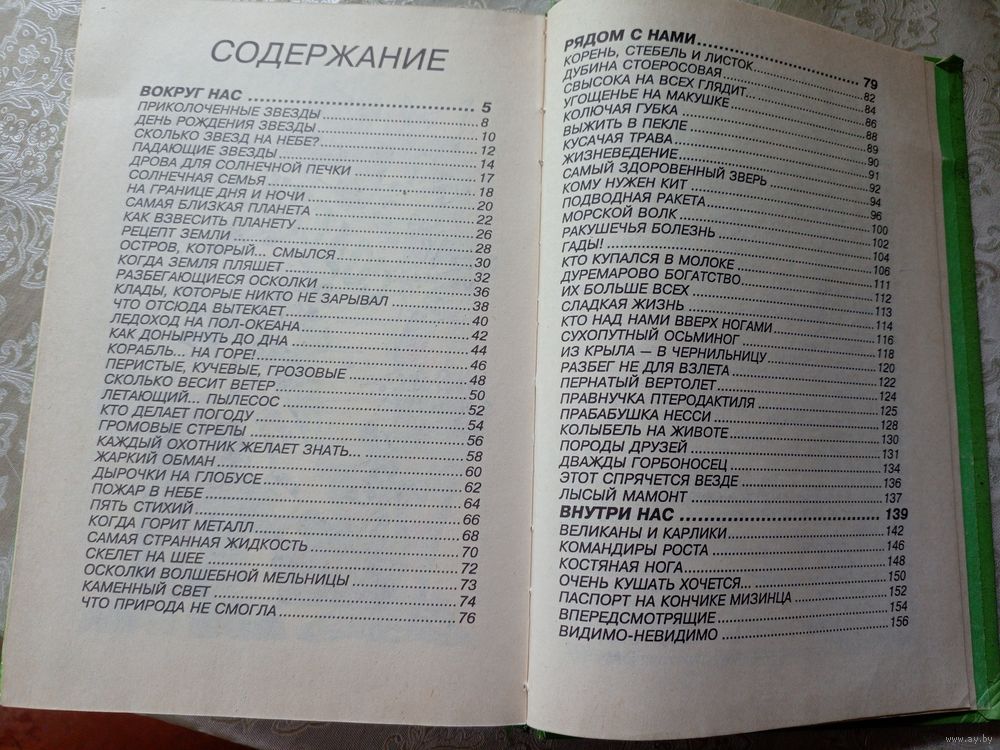 СОДЕРЖАНИЕ
ВОКРУГ НАС ........ 5
ПРИКОЛОЧЕННЫЕ ЗВЕЗДЫ ........ 8
ДЕНЬ РОЖДЕНИЯ ЗВЕЗДЫ ........ 10
СКОЛЬКО ЗВЕЗД НА НЕБЕ? ........ 12
ПАДАЮЩИЕ ЗВЕЗДЫ ........ 14
ДРОВА ДЛЯ СОЛНЕЧНОЙ ПЕЧКИ ........ 17
СОЛНЕЧНАЯ СЕМЬЯ ........ 18
НА ГРАНИЦЕ ДНЯ И НОЧИ ........ 20
САМАЯ БЛИЗКАЯ ПЛАНЕТА ........ 22
КАК ВЗВЕСИТЬ ПЛАНЕТУ ........ 26
РЕЦЕПТ ЗЕМЛИ ........ 28
ОСТРОВ, КОТОРЫЙ... СМЫЛСЯ ........ 30
КОГДА ЗЕМЛЯ ПЛЯШЕТ ........ 32
РАЗБЕГАЮЩИЕСЯ ОСКОЛКИ ........ 36
КЛАДЫ, КОТОРЫЕ НИКТО НЕ ЗАРЫВАЛ ........ 38
ЧТО ОТСЮДА ВЫТЕКАЕТ ........ 40
ЛЕДОХОД НА ПОЛ-ОКЕАНА ........ 42
КАК ДОНЫРНУТЬ ДО ДНА ........ 44
КОРАБЛЬ... НА ГОРЕ! ........ 46
ПЕРИСТЫЕ, КУЧЕВЫЕ, ГРОЗОВЫЕ ........ 48
СКОЛЬКО ВЕСИТ ВЕТЕР ........ 50
ЛЕТАЮЩИЙ... ПЫЛЕСОС ........ 52
КТО ДЕЛАЕТ ПОГОДУ ........ 54
ГРОМОВЫЕ СТРЕЛЫ ........ 56
КАЖДЫЙ ОХОТНИК ЖЕЛАЕТ ЗНАТЬ... ........ 58
ЖАРКИЙ ОБМАН ........ 60
ДЫРОЧКИ НА ГЛОБУСЕ ........ 62
ПОЖАР В НЕБЕ ........ 64
ПЯТЬ СТИХИЙ ........ 66
КОГДА ГОРИТ МЕТАЛЛ ........ 68
САМАЯ СТРАННАЯ ЖИДКОСТЬ ........ 70
СКЕЛЕТ НА ШЕЕ ........ 72
ОСКОЛКИ ВОЛШЕБНОЙ МЕЛЬНИЦЫ ........ 73
КАМЕННЫЙ СВЕТ ........ 74
ЧТО ПРИРОДА НЕ СМОГЛА ........ 76
РЯДОМ С НАМИ ........ 79
КОРЕНЬ, СТЕБЕЛЬ И ЛИСТОК ........ 82
ДУБИНА СТОЕРОСОВАЯ ........ 84
СВЫСОКА НА ВСЕХ ГЛЯДИТ... ........ 86
УГОЩЕНЬЕ НА МАКУШКЕ ........ 88
КОЛЮЧАЯ ГУБКА ........ 89
ВЫЖИТЬ В ПЕКЛЕ ........ 90
КУСАЧАЯ ТРАВА ........ 91
ЖИЗНЕВЕДЕНИЕ ........ 92
САМЫЙ ЗДОРОВЕННЫЙ ЗВЕРЬ ........ 94
КОМУ НУЖЕН КИТ ........ 96
ПОДВОДНАЯ РАКЕТА ........ 100
МОРСКОЙ ВОЛК ........ 102
РАКУШЕЧЬЯ БОЛЕЗНЬ ........ 104
ГАДЫ! ........ 106
КТО КУПАЛСЯ В МОЛОКЕ ........ 111
ДУРЕМАРОВО БОГАТСТВО ........ 112
ИХ БОЛЬШЕ ВСЕХ ........ 113
СЛАДКАЯ ЖИЗНЬ ........ 114
КТО НАД НАМИ ВВЕРХ НОГАМИ ........ 116
СУХОПУТНЫЙ ОСЬМИНОГ ........ 118
ИЗ КРЫЛА — В ЧЕРНИЛЬНИЦУ ........ 120
РАЗБЕГ НЕ ДЛЯ ВЗЛЕТА ........ 122
ПЕРНАТЫЙ ВЕРТОЛЕТ ........ 124
ПРАВНУЧКА ПТЕРОДАКТИЛЯ ........ 125
ПРАБАБУШКА НЕССИ ........ 128
КОЛЫБЕЛЬ НА ЖИВОТЕ ........ 130
ПОРОДЫ ДРУЗЕЙ ........ 131
ДВАЖДЫ ГОРБОНОСЕЦ ........ 134
ЭТОТ СПРЯЧЕТСЯ ВЕЗДЕ ........ 136
ЛЫСЫЙ МАМОНТ ........ 137
ВНУТРИ НАС ........ 139
ВЕЛИКАНЫ И КАРЛИКИ ........ 142
КОМАНДИРЫ РОСТА ........ 146
КОСТЯНАЯ НОГА ........ 148
ОЧЕНЬ КУШАТЬ ХОЧЕТСЯ... ........ 150
ПАСПОРТ НА КОНЧИКЕ МИЗИНЦА ........ 152
ВПЕРЕДСМОТРЯЩИЕ ........ 154
ВИДИМО-НЕВИДИМО ........ 156
www.ay.by